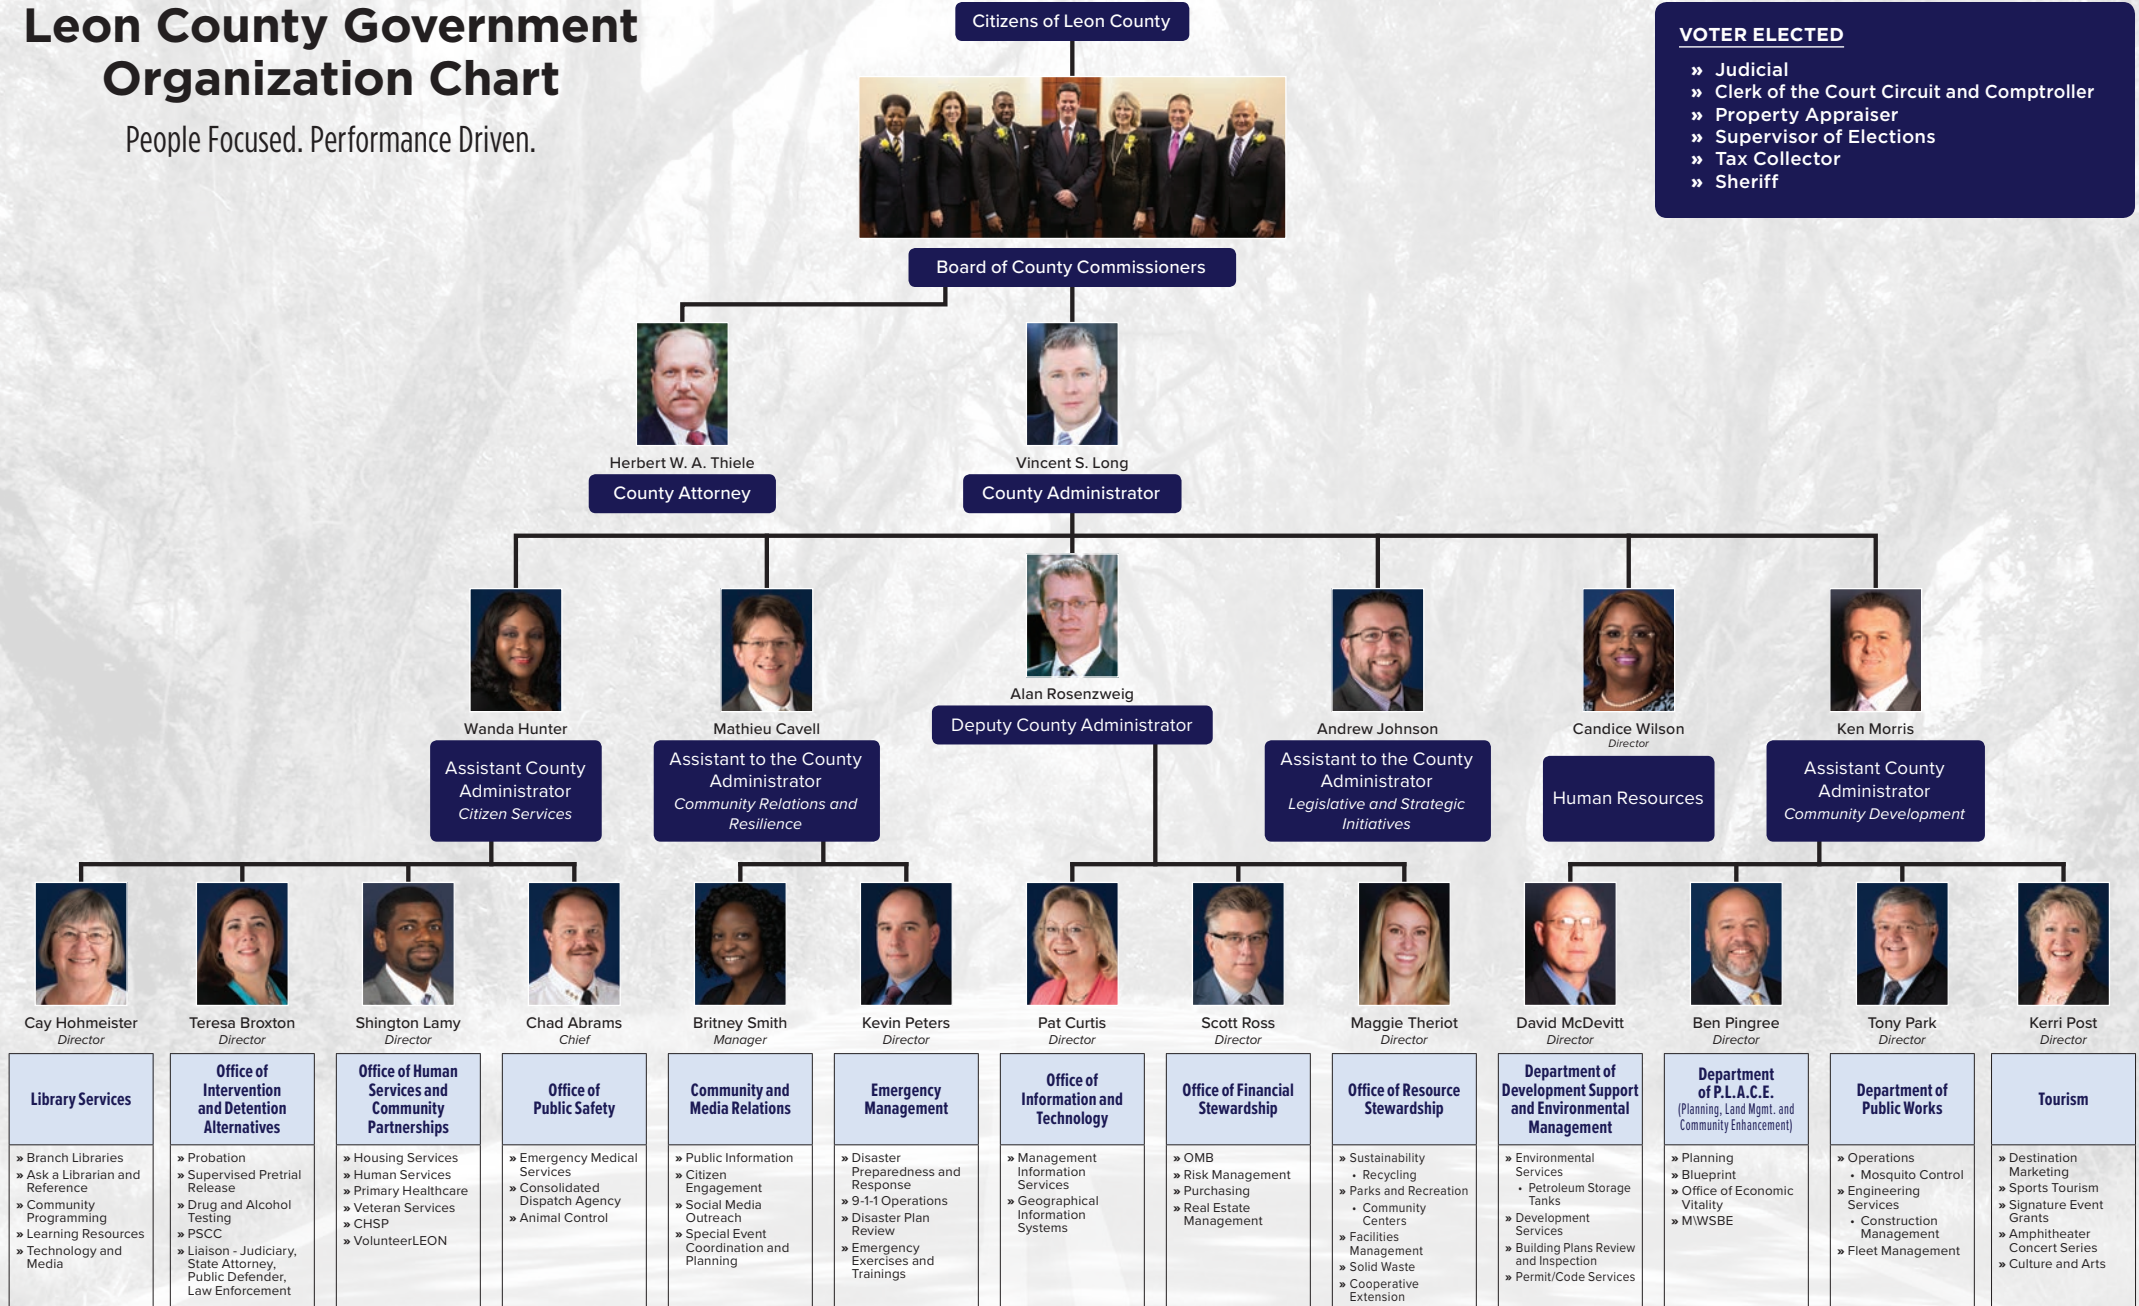 Leon County Government
Organization Chart
People Focused. Performance Driven.
Citizens of Leon County
VOTER ELECTED
» Judicial
» Clerk of the Court Circuit and Comptroller
» Property Appraiser
» Supervisor of Elections
» Tax Collector
» Sheriff
Board of County Commissioners
Herbert W. A. Thiele
County Attorney
Vincent S. Long
County Administrator
Wanda Hunter
Assistant County
Administrator
Citizen Services
Mathieu Cavell
Assistant to the County
Administrator
Community Relations and
Resilience
Alan Rosenzweig
Deputy County Administrator
Andrew Johnson
Assistant to the County
Administrator
Legislative and Strategic
Initiatives
Candice Wilson
Director
Human Resources
Ken Morris
Assistant County
Administrator
Community Development
Cay Hohmeister
Director
Library Services
» Branch Libraries
» Ask a Librarian and
Reference
» Community
Programming
» Learning Resources
» Technology and
Media
Teresa Broxton
Director
Office of
Intervention
and Detention
Alternatives
» Probation
» Supervised Pretrial
Release
» Drug and Alcohol
Testing
» PSCC
» Liaison - Judiciary,
State Attorney,
Public Defender,
Law Enforcement
Shington Lamy
Director
Office of Human
Services and
Community
Partnerships
» Housing Services
» Human Services
» Primary Healthcare
» Veteran Services
» CHSP
» VolunteerLEON
Chad Abrams
Chief
Office of
Public Safety
» Emergency Medical
Services
» Consolidated
Dispatch Agency
» Animal Control
Britney Smith
Manager
Community and
Media Relations
» Public Information
» Citizen
Engagement
» Social Media
Outreach
» Special Event
Coordination and
Planning
Kevin Peters
Director
Emergency
Management
» Disaster
Preparedness and
Response
» 9-1-1 Operations
» Disaster Plan
Review
» Emergency
Exercises and
Trainings
Pat Curtis
Director
Office of
Information and
Technology
» Management
Information
Services
» Geographical
Information
Systems
Scott Ross
Director
Office of Financial
Stewardship
» OMB
» Risk Management
» Purchasing
» Real Estate
Management
Maggie Theriot
Director
Office of Resource
Stewardship
» Sustainability
• Recycling
» Parks and Recreation
• Community
Centers
» Facilities
Management
» Solid Waste
» Cooperative
Extension
David McDevitt
Director
Department of
Development Support
and Environmental
Management
» Environmental
Services
• Petroleum Storage
Tanks
» Development
Services
» Building Plans Review
and Inspection
» Permit/Code Services
Ben Pingree
Director
Department
of P.L.A.C.E.
(Planning, Land Mgmt. and
Community Enhancement)
» Planning
» Blueprint
» Office of Economic
Vitality
» M\WSBE
Tony Park
Director
Department of
Public Works
» Operations
• Mosquito Control
» Engineering
Services
• Construction
Management
» Fleet Management
Kerri Post
Director
Tourism
» Destination
Marketing
» Sports Tourism
» Signature Event
Grants
» Amphitheater
Concert Series
» Culture and Arts